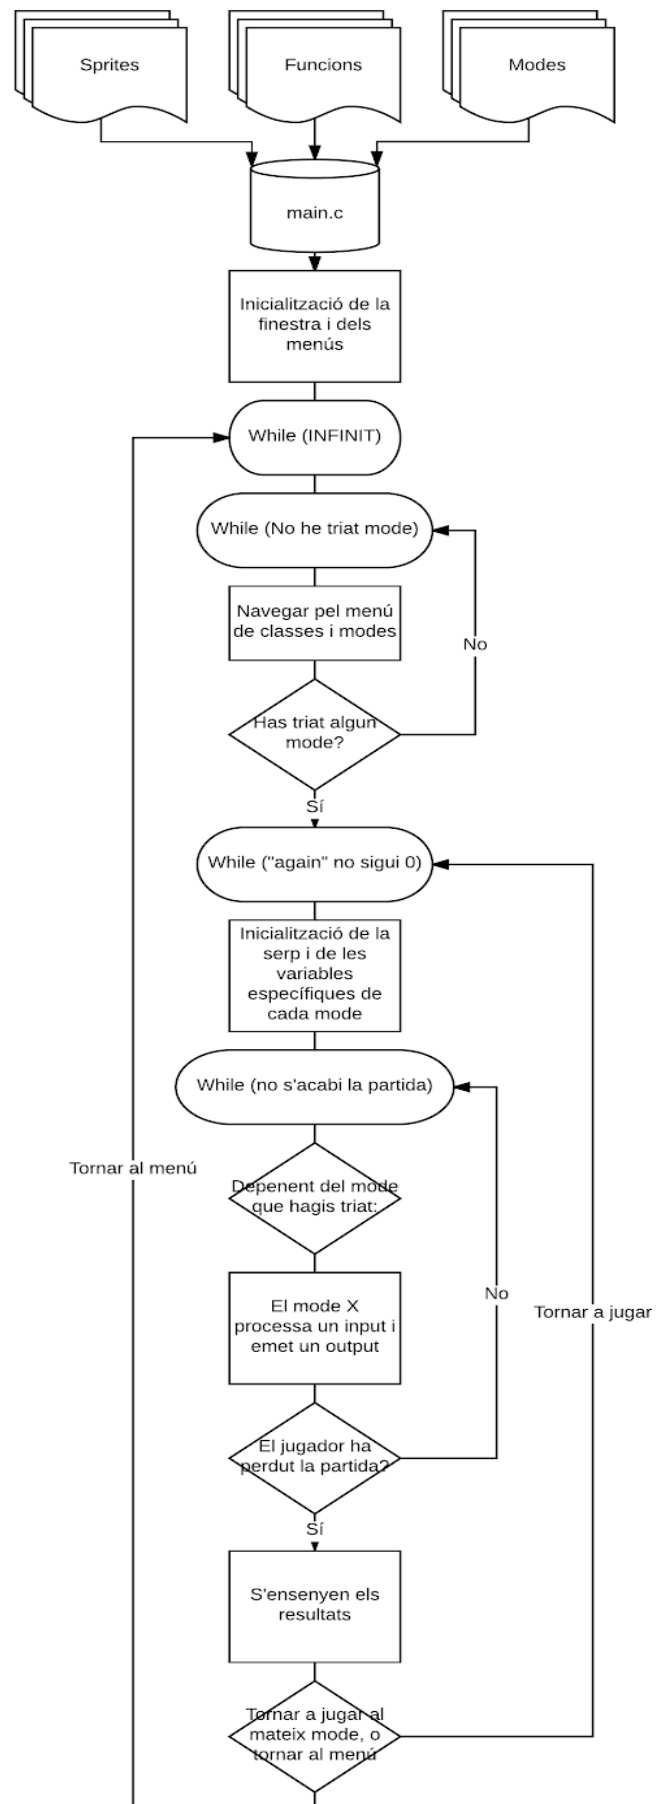 Sprites
Funcions
Modes
main.c
Inicialització de la
finestra i dels
menús
While (INFINIT)
While (No he triat mode)
Navegar pel menú
de classes i modes
No
Has triat algun
mode?
Sí
While ("again" no sigui 0)
Inicialització de la
serp i de les
variables
específiques de
cada mode
While (no s'acabi la partida)
Tornar al menú
Depenent del mode
que hagis triat:
El mode X
processa un input i
emet un output
No
Tornar a jugar
El jugador ha
perdut la partida?
Sí
S'ensenyen els
resultats
Tornar a jugar al
mateix mode, o
tornar al menú